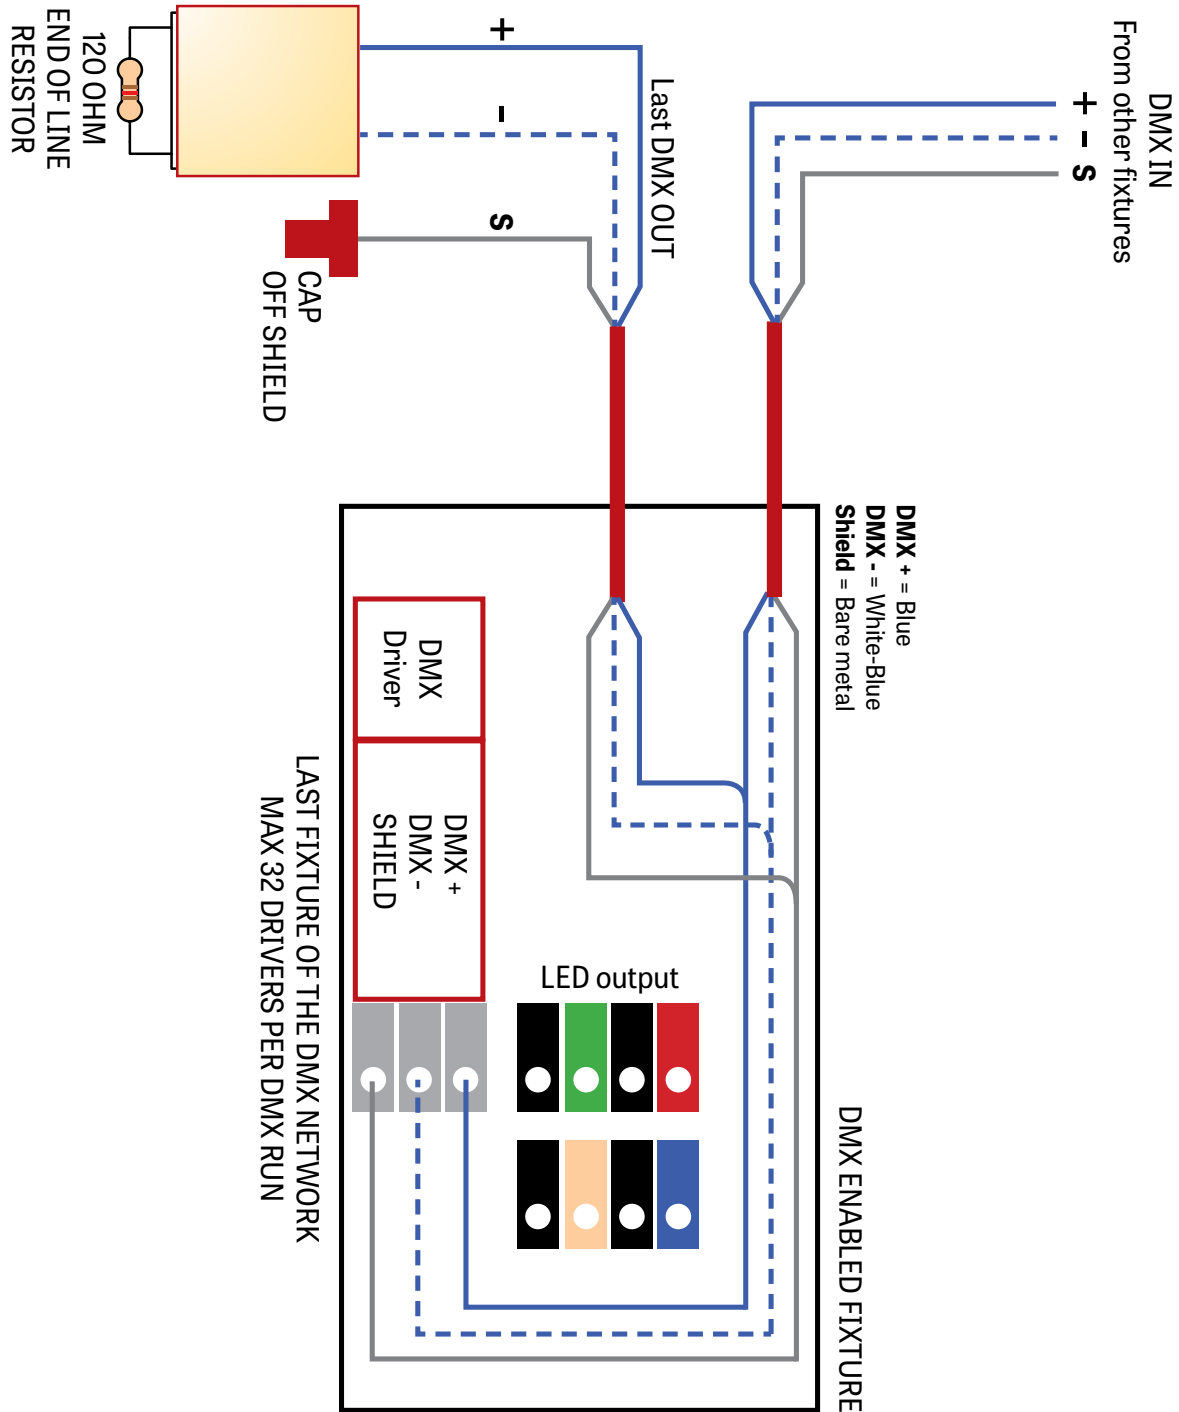 DMX IN
From other fixtures
+
-
S
Last DMX OUT
+
-
S
120 OHM
END OF LINE
RESISTOR
CAP
OFF SHIELD
DMX + = Blue
DMX - = White-Blue
Shield = Bare metal
DMX
Driver
DMX +
DMX -
SHIELD
LED output
DMX ENABLED FIXTURE
LAST FIXTURE OF THE DMX NETWORK
MAX 32 DRIVERS PER DMX RUN